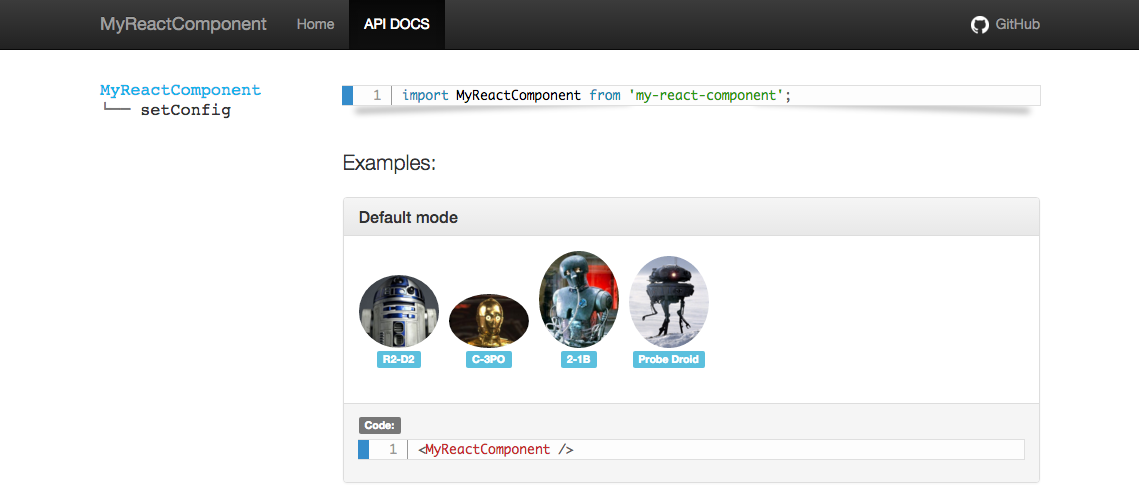 MyReactComponent Home API DOCS GitHub
MyReactComponent
└── setConfig
1 import MyReactComponent from 'my-react-component';
Examples:
Default mode
R2-D2 C-3PO 2-1B Probe Droid
Code:
1 <MyReactComponent />